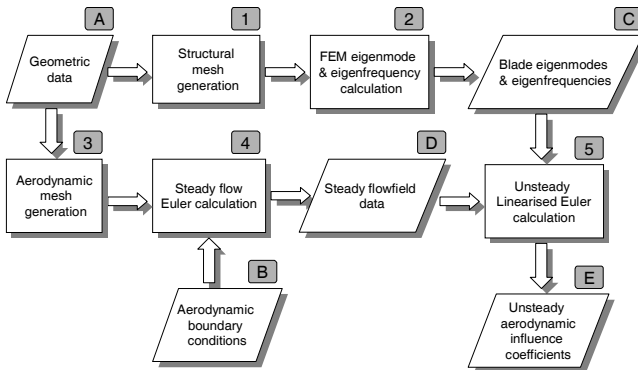 A
1
2
C
Geometric
data
Structural
mesh
generation
FEM eigenmode
& eigenfrequency
calculation
Blade eigenmodes
& eigenfrequencies
3
4
D
5
Aerodynamic
mesh
generation
Steady flow
Euler calculation
Steady flowfield
data
Unsteady
Linearised Euler
calculation
B
E
Aerodynamic
boundary
conditions
Unsteady
aerodynamic
influence
coefficients